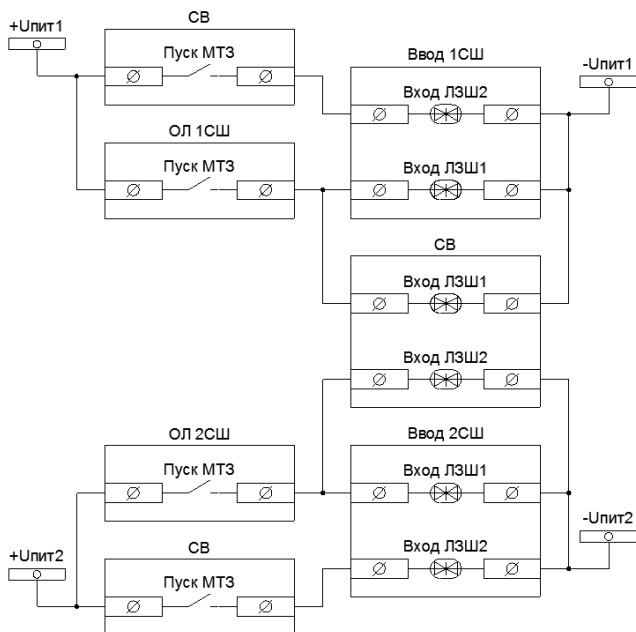 СВ
+Uпит1
Пуск МТЗ
Ввод 1СШ
-Uпит1
Вход ЛЗШ2
ОЛ 1СШ
Пуск МТЗ
Вход ЛЗШ1
СВ
Вход ЛЗШ1
Вход ЛЗШ2
ОЛ 2СШ
Ввод 2СШ
Пуск МТЗ
Вход ЛЗШ1
-Uпит2
СВ
Вход ЛЗШ2
+Uпит2
Пуск МТЗ